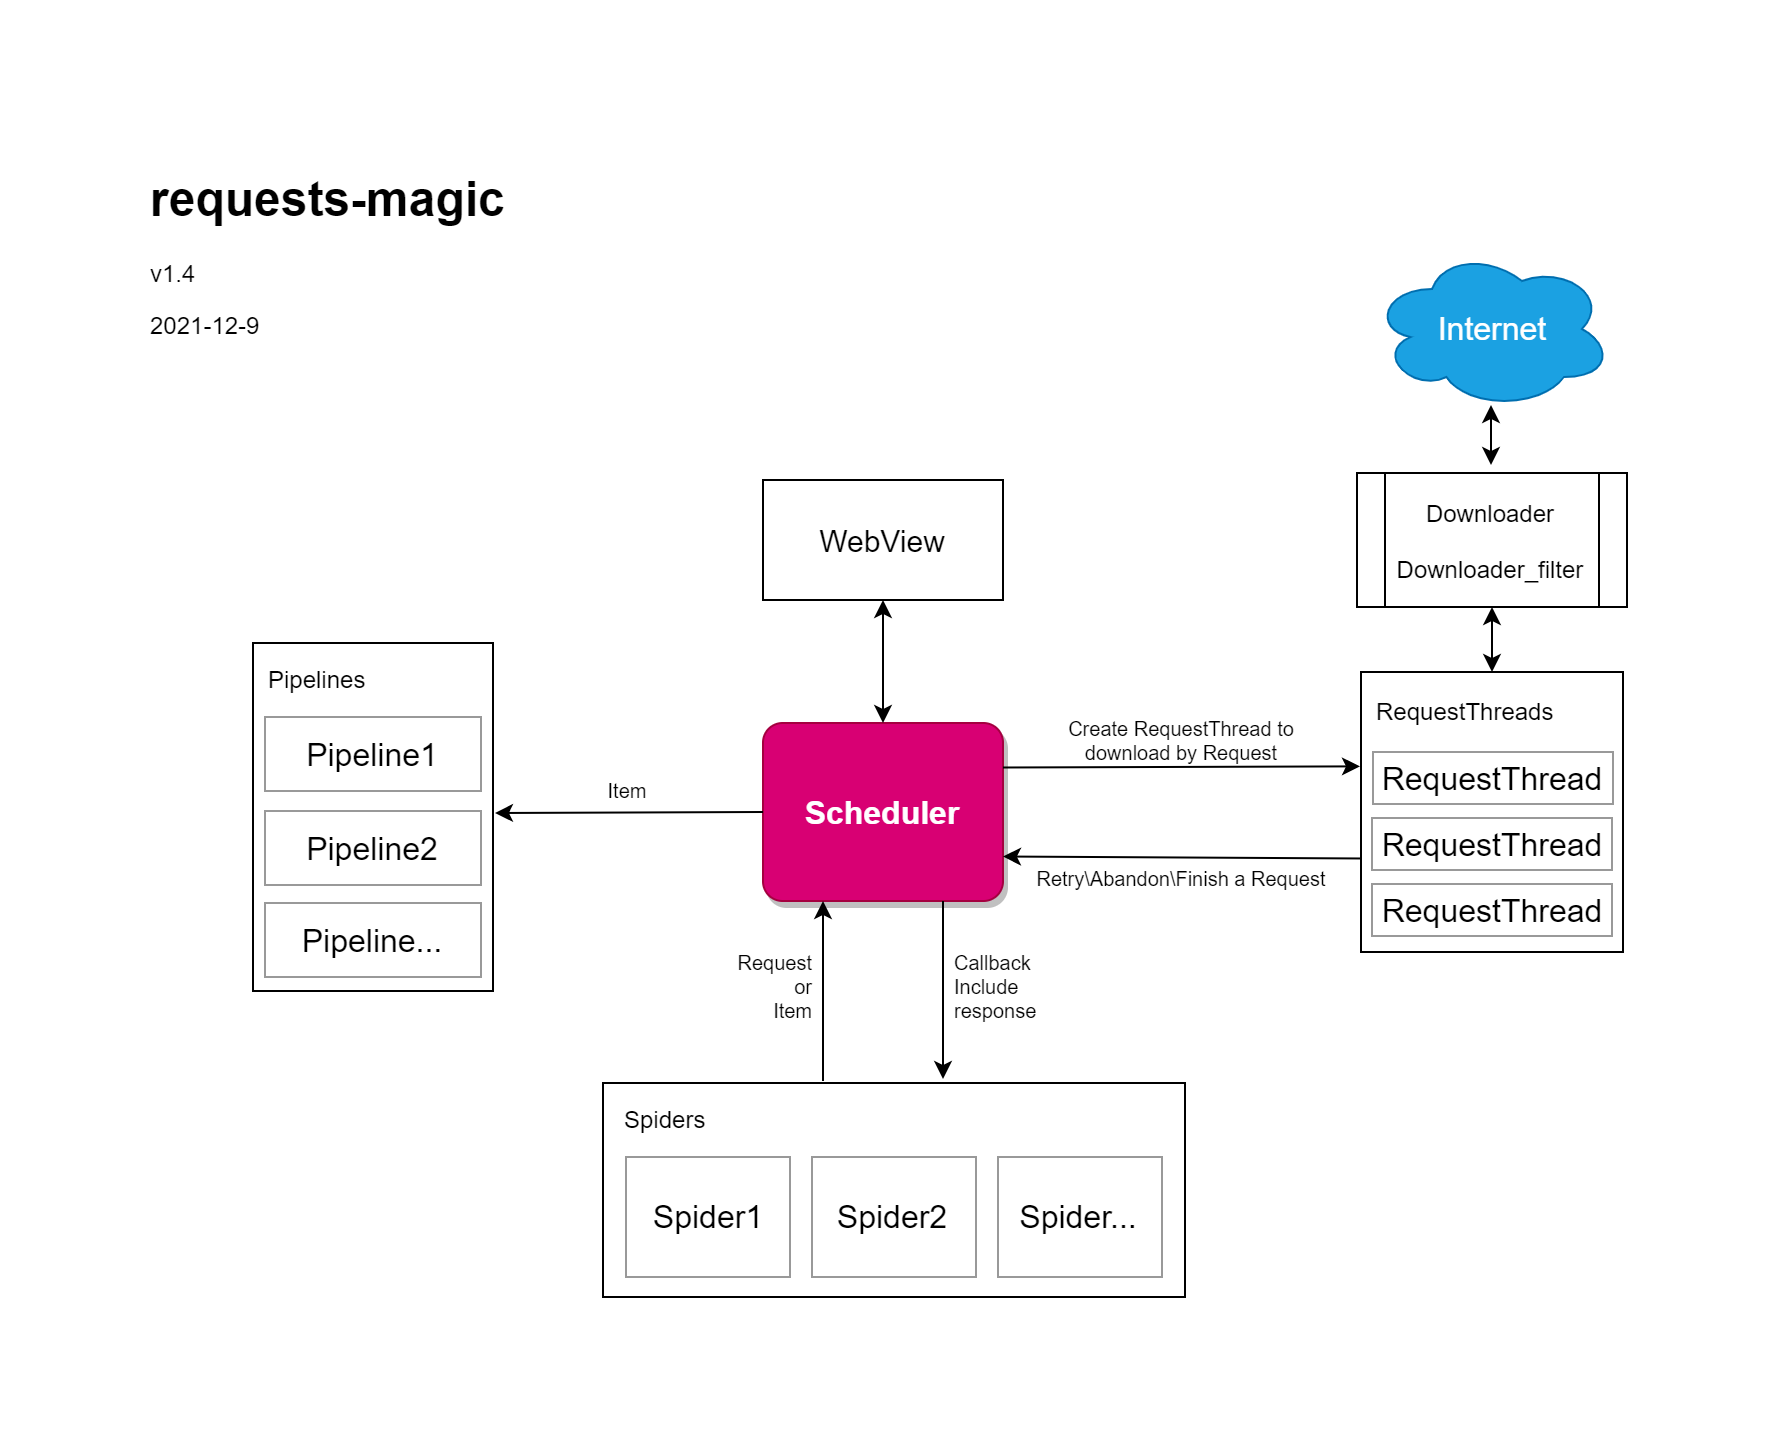 requests-magic
v1.4
2021-12-9
Internet
Downloader
Downloader_filter
WebView
Pipelines
Pipeline1
Pipeline2
Pipeline...
Item
Scheduler
Create RequestThread to
download by Request
Retry\Abandon\Finish a Request
RequestThreads
RequestThread
RequestThread
RequestThread
Request
or
Item
Callback
Include
response
Spiders
Spider1
Spider2
Spider...